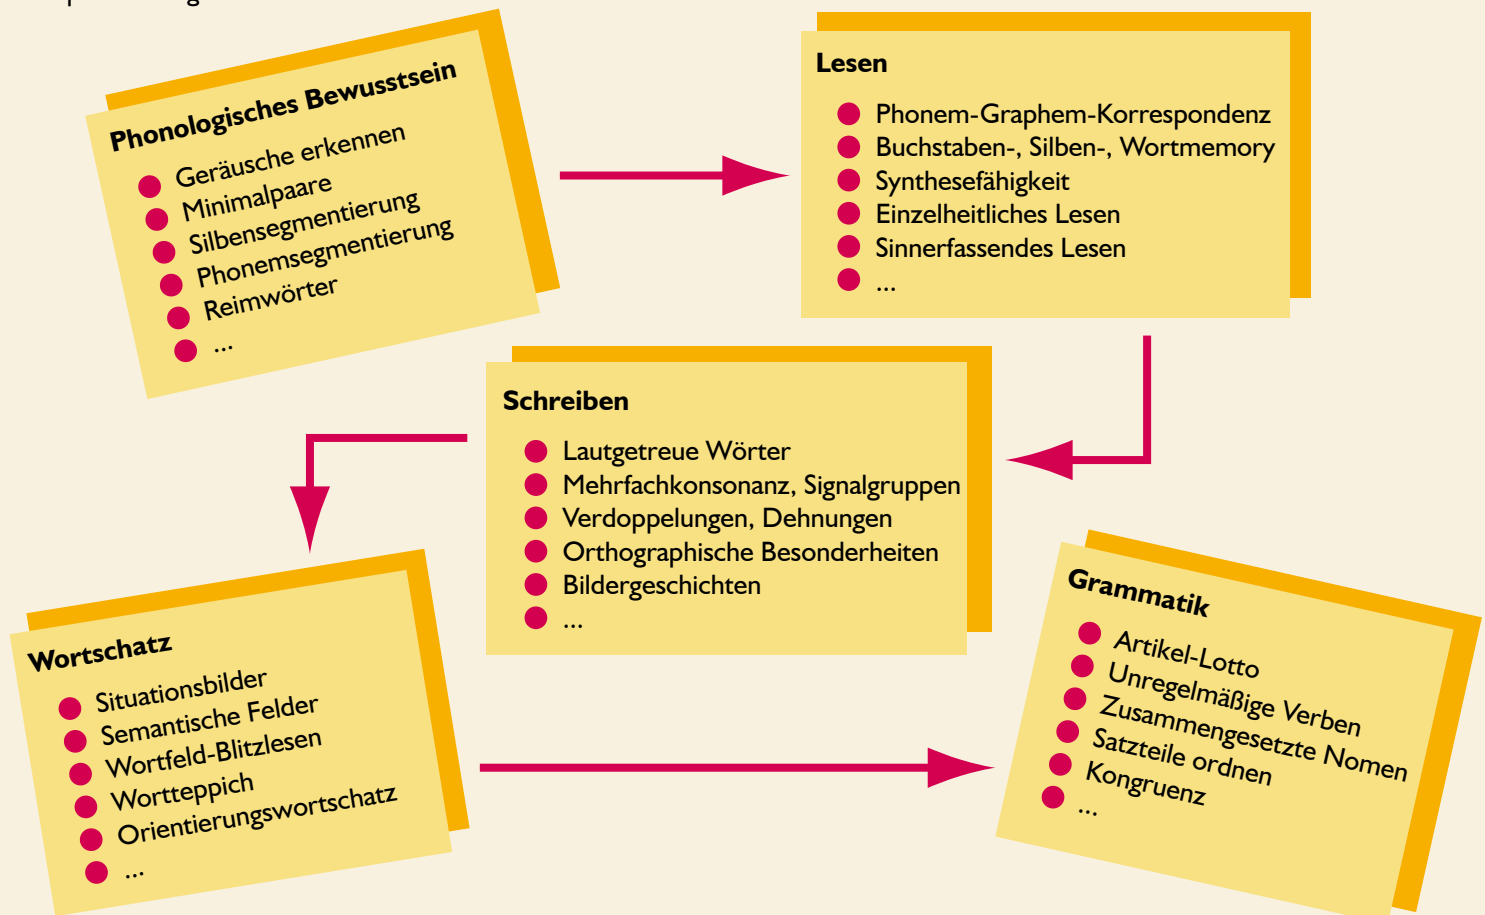 Phonologisches Bewusstsein
Geräusche erkennen
Minimalpaare
Silbensegmentierung
Phonemsegmentierung
Reimwörter
...
Lesen
Phonem-Graphem-Korrespondenz
Buchstaben-, Silben-, Wortmemory
Synthesefähigkeit
Einzelheitliches Lesen
Sinnerfassendes Lesen
...
Schreiben
Lautgetreue Wörter
Mehrfachkonsonanz, Signalgruppen
Verdoppelungen, Dehnungen
Orthographische Besonderheiten
Bildergeschichten
...
Wortschatz
Situationsbilder
Semantische Felder
Wortfeld-Blitzlesen
Wortteppich
Orientierungswortschatz
...
Grammatik
Artikel-Lotto
Unregelmäßige Verben
Zusammengesetzte Nomen
Satzteile ordnen
Kongruenz
...